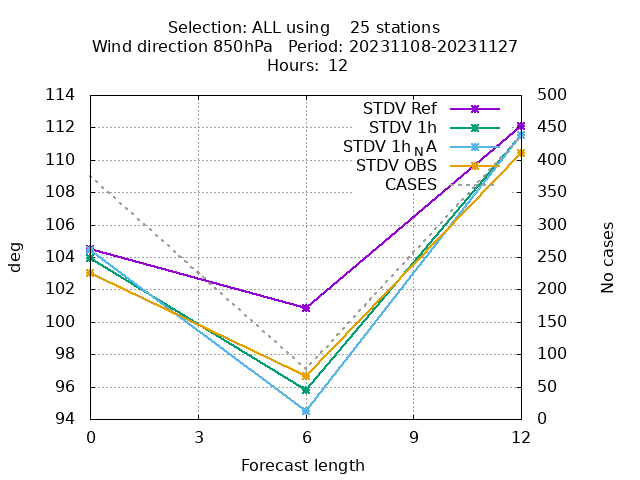 Selection: ALL using    25 stations
Wind direction 850hPa   Period: 20231108-20231127
Hours:  12
STDV Ref
STDV 1h
STDV 1h_NA
STDV OBS
CASES
deg
114
112
110
108
106
104
102
100
98
96
94
500
450
400
350
300
250
200
150
100
50
0
No cases
0 3 6 9 12
Forecast length